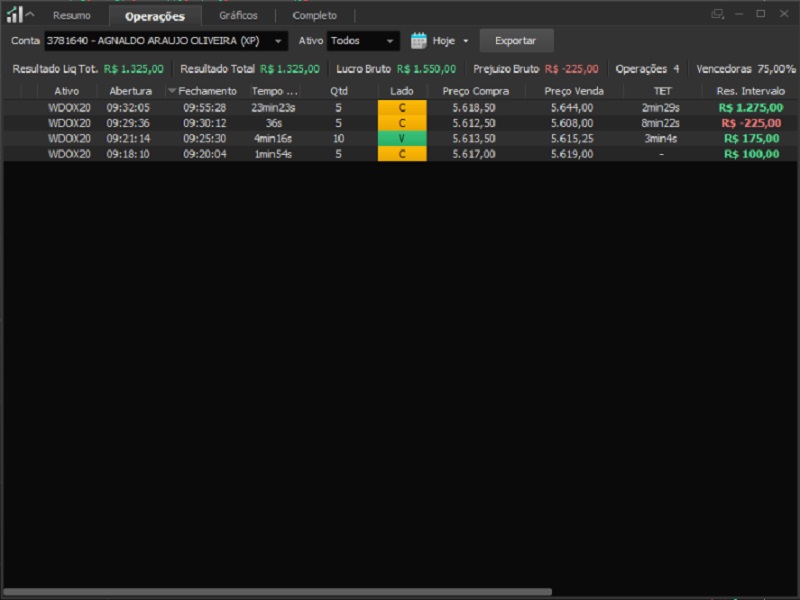 Resumo Operações Gráficos Completo
Conta 3781640 - AGNALDO ARAUJO OLIVEIRA (XP) Ativo Todos Hoje Exportar
Resultado Liq Tot. R$ 1.325,00 Resultado Total R$ 1.325,00 Lucro Bruto R$ 1.550,00 Prejuizo Bruto R$ -225,00 Operações 4 Vencedoras 75,00%
Ativo Abertura Fechamento Tempo ... Qtd Lado Preço Compra Preço Venda TET Res. Intervalo
WDOX20 09:32:05 09:55:28 23min23s 5 C 5.618,50 5.644,00 2min29s R$ 1.275,00
WDOX20 09:29:36 09:30:12 36s 5 C 5.612,50 5.608,00 8min22s R$ -225,00
WDOX20 09:21:14 09:25:30 4min16s 10 V 5.613,50 5.615,25 3min4s R$ 175,00
WDOX20 09:18:10 09:20:04 1min54s 5 C 5.617,00 5.619,00 - R$ 100,00